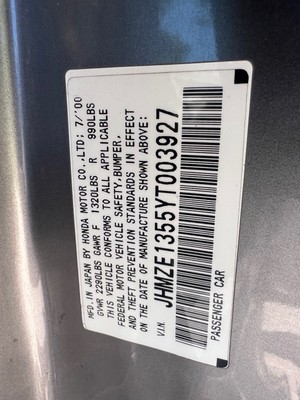 MFD.IN JAPAN BY HONDA MOTOR CO.,LTD; 7/'00
GVWR 2290LBS GAWR F 1320LBS R 990LBS
THIS VEHICLE CONFORMS TO ALL APPLICABLE
FEDERAL MOTOR VEHICLE SAFETY,BUMPER,
AND THEFT PREVENTION STANDARDS IN EFFECT
ON THE DATE OF MANUFACTURE SHOWN ABOVE:
V.I.N. JHMZE1355YT003927
PASSENGER CAR